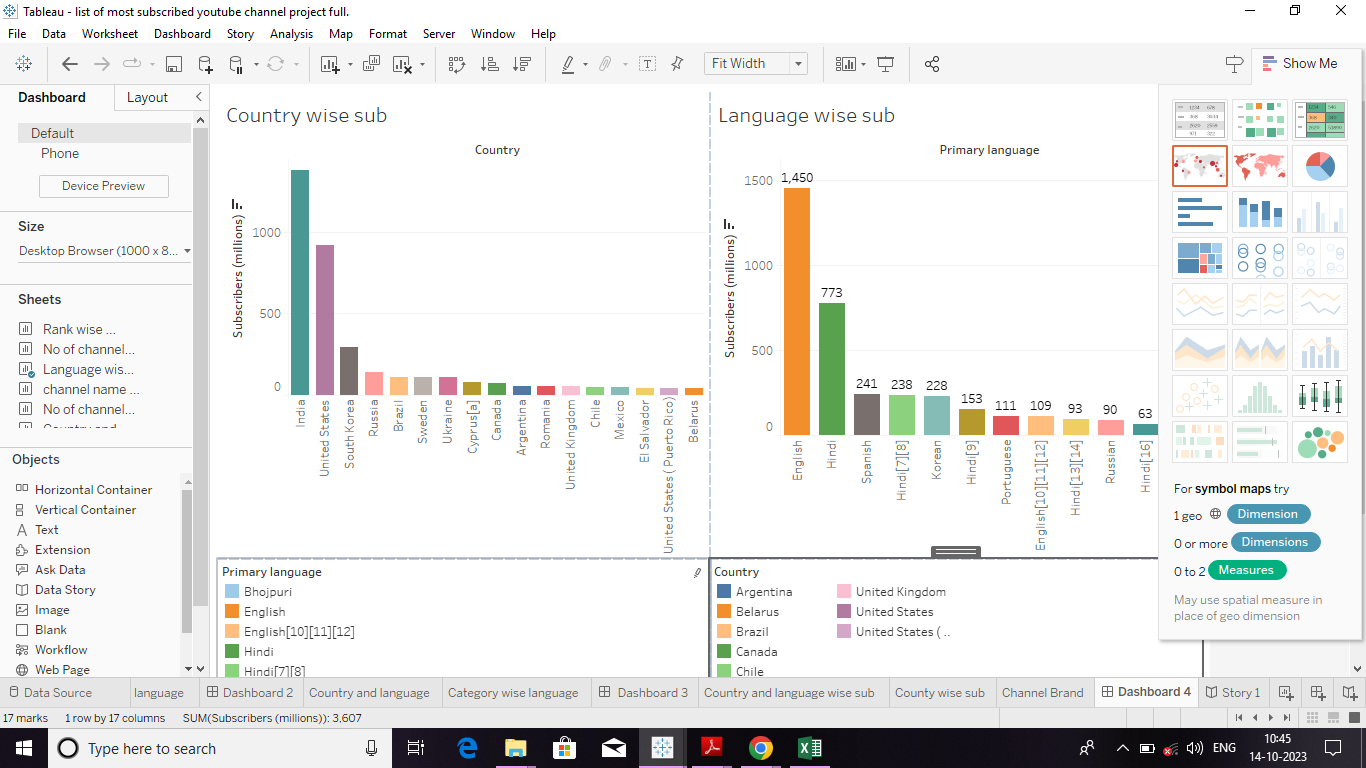 Tableau - list of most subscribed youtube channel project full.
File Data Worksheet Dashboard Story Analysis Map Format Server Window Help
Fit Width
Show Me
Dashboard Layout
Default
Phone
Device Preview
Size
Desktop Browser (1000 x 8...
Sheets
Rank wise ...
No of channel...
Language wis...
channel name ...
No of channel...
Objects
Horizontal Container
Vertical Container
Text
Extension
Ask Data
Data Story
Image
Blank
Workflow
Web Page
Country wise sub
Country
Subscribers (millions)
1000
500
0
India
United States
South Korea
Russia
Brazil
Sweden
Ukraine
Cyprus[a]
Canada
Argentina
Romania
United Kingdom
Chile
Mexico
El Salvador
United States ( Puerto Rico)
Belarus
Language wise sub
Primary language
Subscribers (millions)
1500
1000
500
0
1,450
773
241
238
228
153
111
109
93
90
63
English
Hindi
Spanish
Hindi[7][8]
Korean
Hindi[9]
Portuguese
English[10][11][12]
Hindi[13][14]
Russian
Hindi[16]
Primary language
Bhojpuri
English
English[10][11][12]
Hindi
Hindi[7][8]
Country
Argentina
Belarus
Brazil
Canada
Chile
United Kingdom
United States
United States ( ..
For symbol maps try
1 geo Dimension
0 or more Dimensions
0 to 2 Measures
May use spatial measure in
place of geo dimension
Data Source language Dashboard 2 Country and language Category wise language Dashboard 3 Country and language wise sub County wise sub Channel Brand Dashboard 4 Story 1
17 marks 1 row by 17 columns SUM(Subscribers (millions)): 3,607
Type here to search
ENG
10:45
14-10-2023